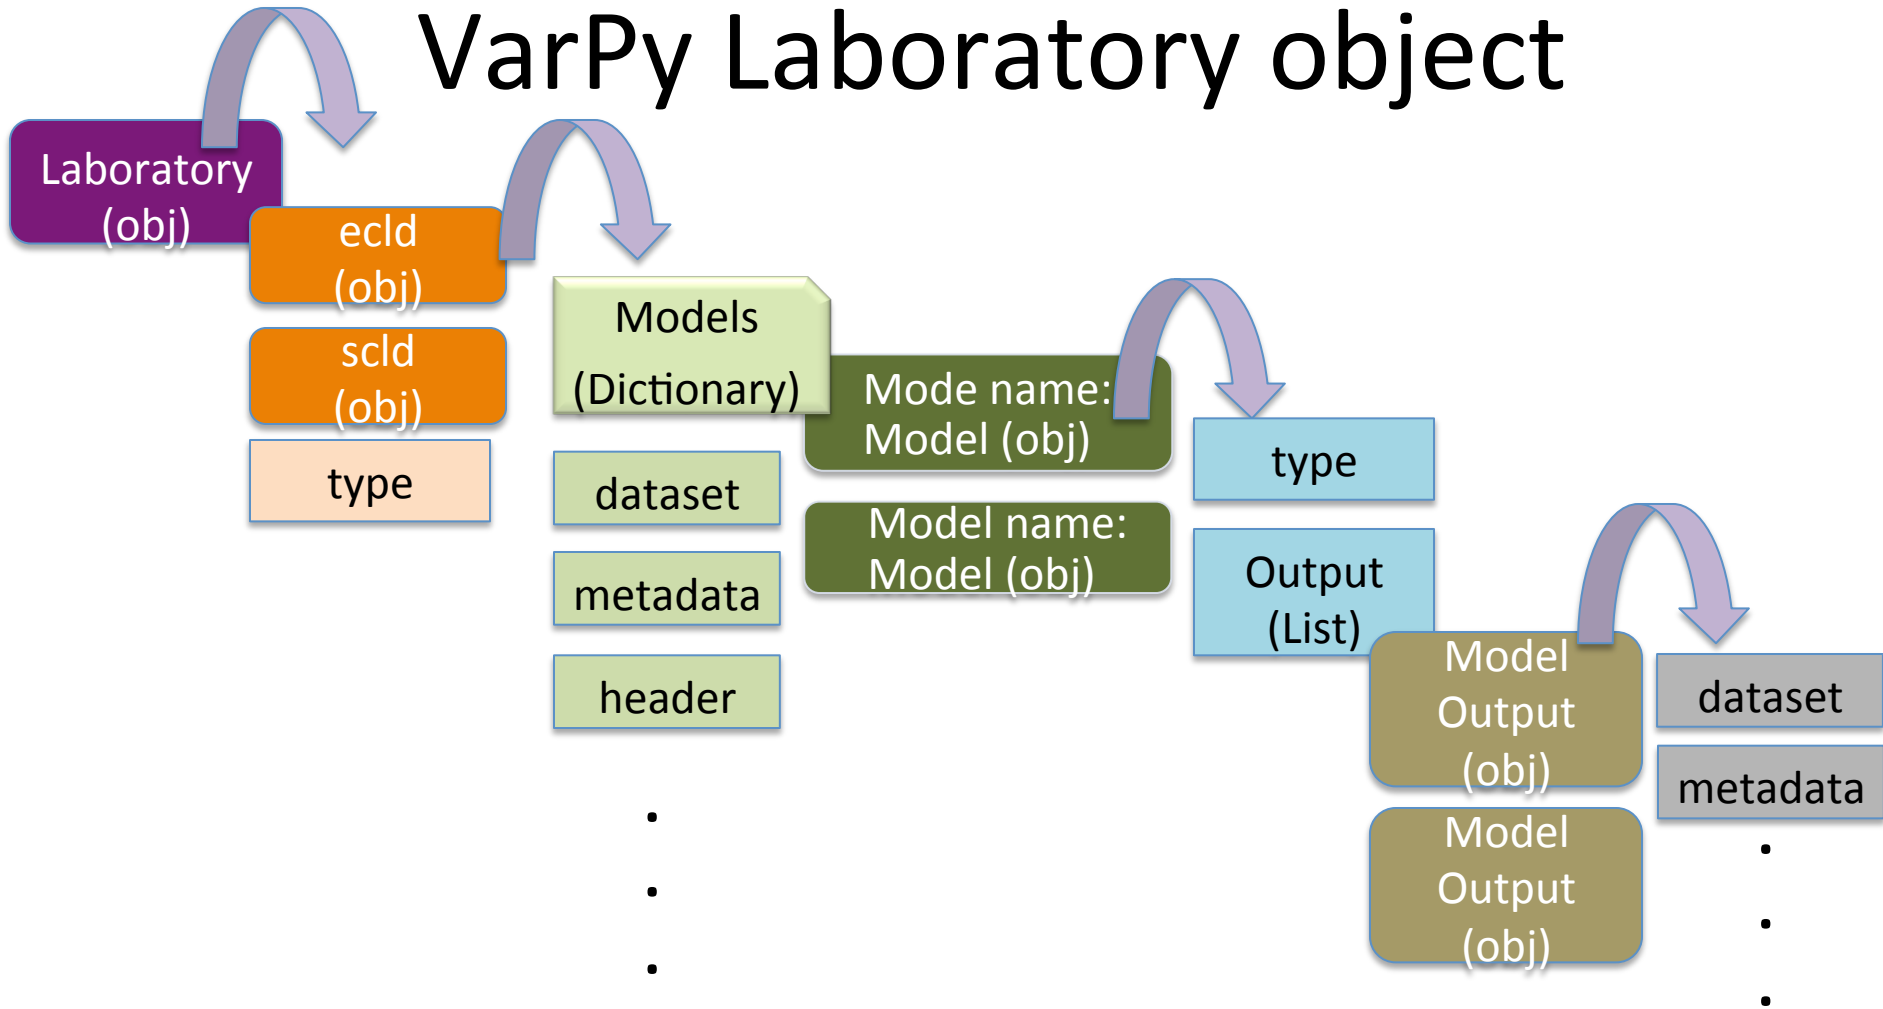 VarPy Laboratory object
Laboratory
(obj)
ecld
(obj)
scld
(obj)
type
Models
(Dictionary)
dataset
metadata
header
.
.
.
Mode name:
Model (obj)
Model name:
Model (obj)
type
Output
(List)
Model
Output
(obj)
Model
Output
(obj)
dataset
metadata
.
.
.